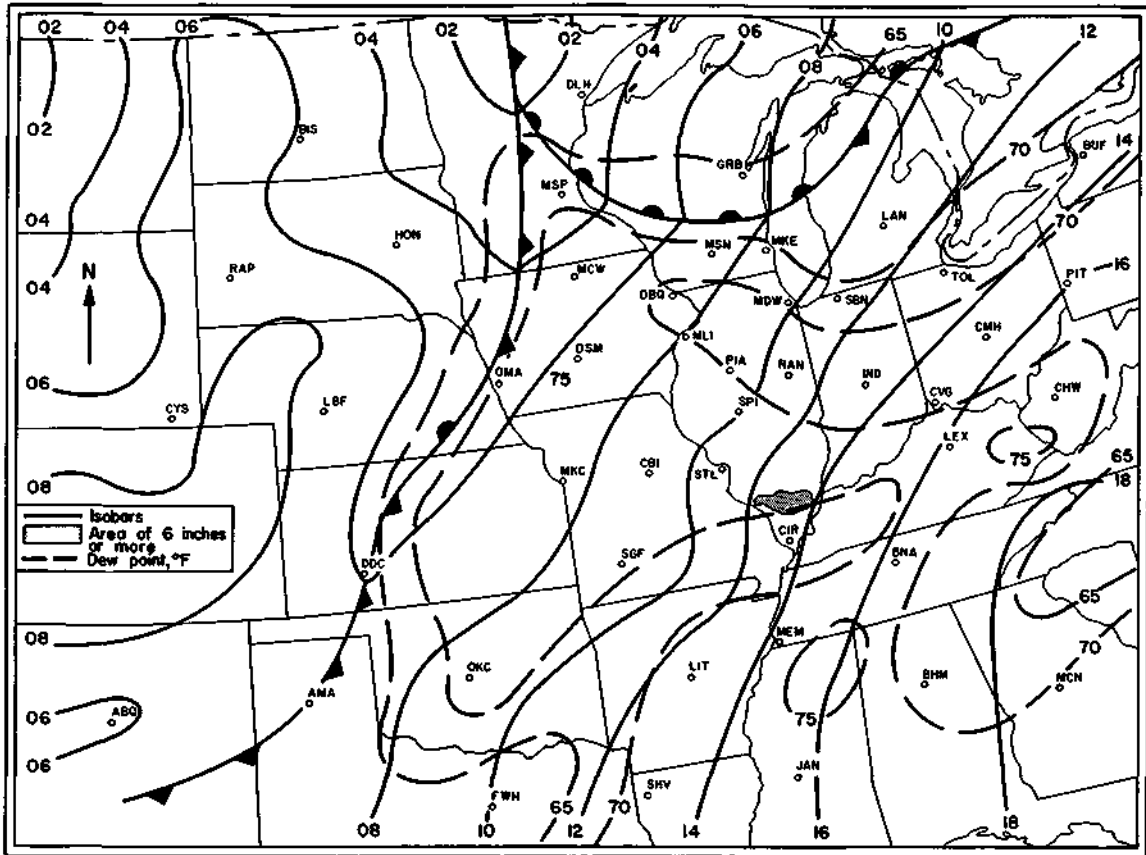 02 04 06 04 02 02 04 06 65 10 12
08
DLH
02
BIS
70 BUF 14
GRB
MSP
LAN 70
HON MSN MKE
RAP MCW TOL PIT 16
N
04
DBQ MDW SBN
CMH
MLI
DSM
06 OMA 75 PIA RAN IND CHW
CYS LBF SPI CVG
LEX
75
08 MKC CBI STL 65
18
Isobars
Area of 6 inches
or more
Dew point, °F
CIR
DDC SGF BNA
65
08
MEM
70
OKC LIT BHM MCN
AMA
06 ABQ
75
06
JAN
FWH 65 70 SHV
08 10 12 14 16 18